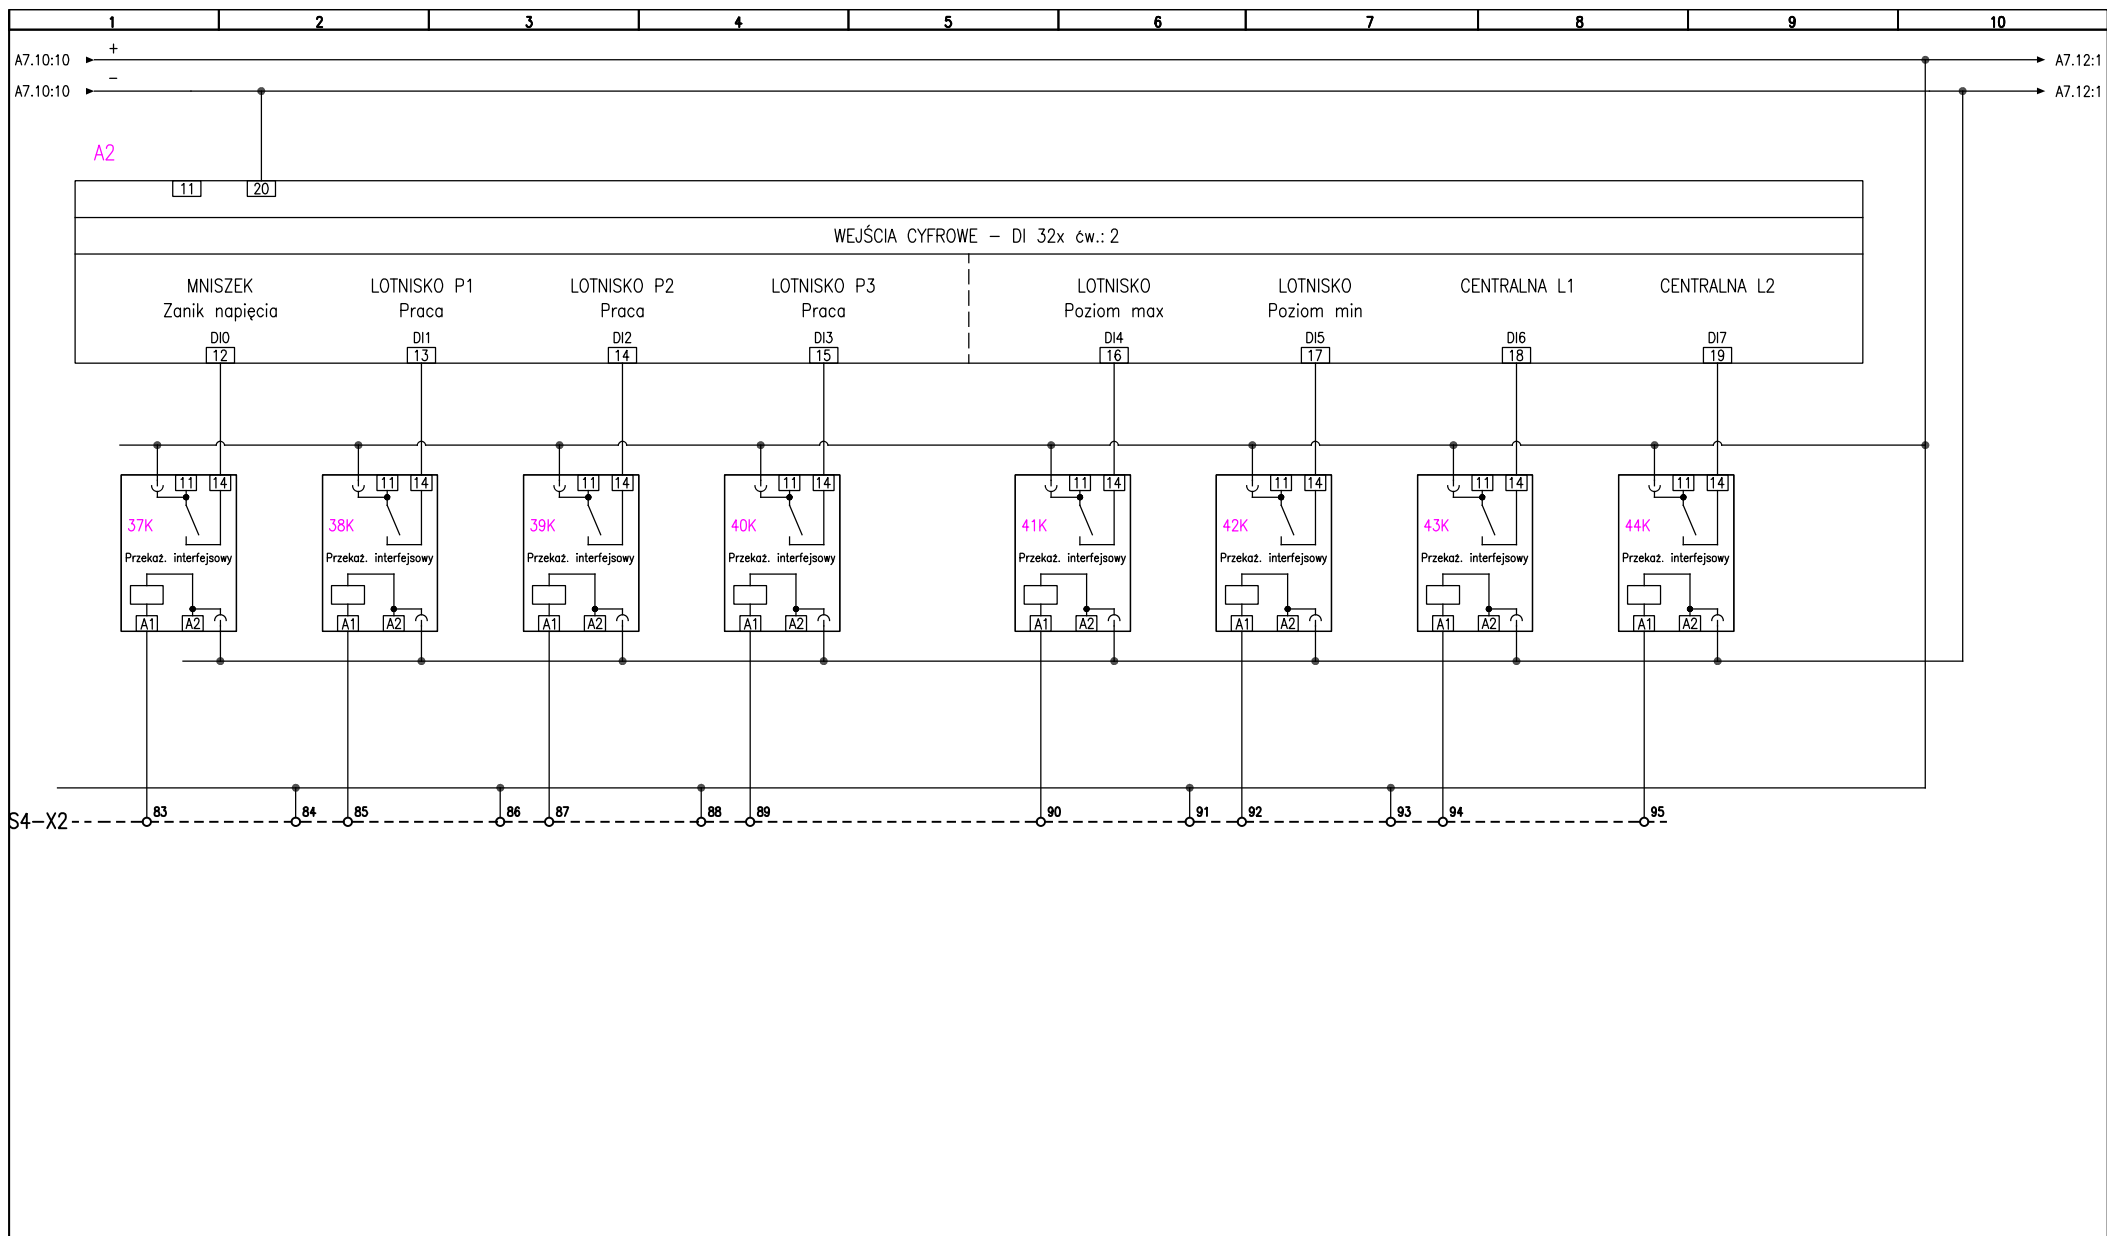 1 2 3 4 5 6 7 8 9 10
A7.10:10 + A7.12:1
A7.10:10 − A7.12:1
A2
11 20
WEJŚCIA CYFROWE − DI 32x ćw.: 2
MNISZEK LOTNISKO P1 LOTNISKO P2 LOTNISKO P3 LOTNISKO LOTNISKO CENTRALNA L1 CENTRALNA L2
Zanik napięcia Praca Praca Praca Poziom max Poziom min
DI0 DI1 DI2 DI3 DI4 DI5 DI6 DI7
12 13 14 15 16 17 18 19
11 14 11 14 11 14 11 14 11 14 11 14 11 14 11 14
37K 38K 39K 40K 41K 42K 43K 44K
Przekaź. interfejsowy Przekaź. interfejsowy Przekaź. interfejsowy Przekaź. interfejsowy Przekaź. interfejsowy Przekaź. interfejsowy Przekaź. interfejsowy Przekaź. interfejsowy
A1 A2 A1 A2 A1 A2 A1 A2 A1 A2 A1 A2 A1 A2 A1 A2
S4−X2 83 84 85 86 87 88 89 90 91 92 93 94 95